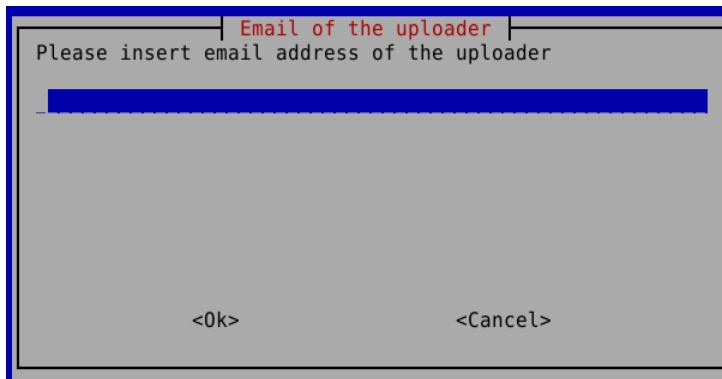 Email of the uploader
Please insert email address of the uploader
<Ok> <Cancel>